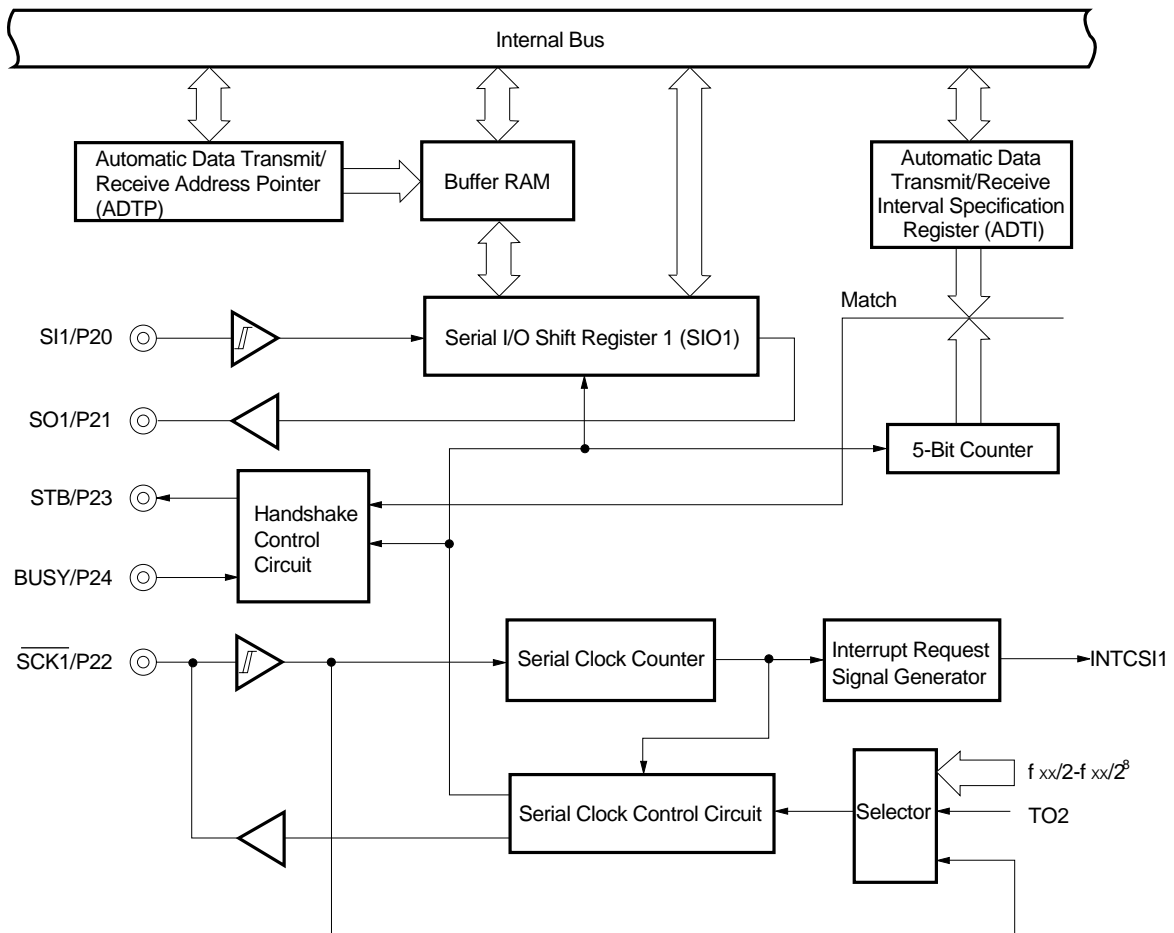 Internal Bus
Automatic Data Transmit/
Receive Address Pointer
(ADTP)
Buffer RAM
Automatic Data
Transmit/Receive
Interval Specification
Register (ADTI)
Match
SI1/P20
Serial I/O Shift Register 1 (SIO1)
SO1/P21
5-Bit Counter
STB/P23
Handshake
Control
Circuit
BUSY/P24
SCK1/P22
Serial Clock Counter
Interrupt Request
Signal Generator
INTCSI1
Serial Clock Control Circuit
Selector
f xx/2-f xx/2⁸
TO2